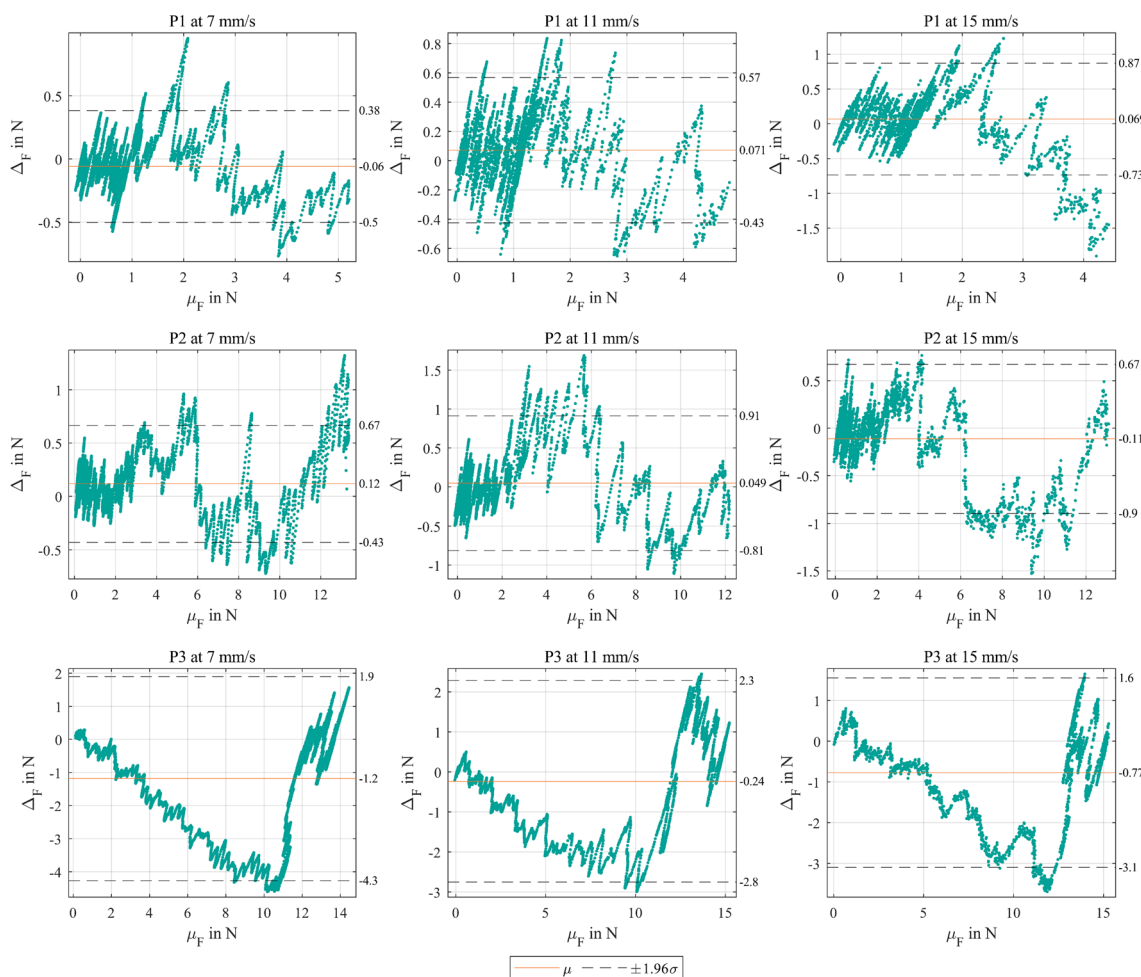 P1 at 7 mm/s
0.5
0
-0.5
0.38
-0.06
-0.5
0 1 2 3 4 5
Δ_F in N
μ_F in N
P1 at 11 mm/s
0.8
0.6
0.4
0.2
0
-0.2
-0.4
-0.6
0.57
0.071
-0.43
0 1 2 3 4
Δ_F in N
μ_F in N
P1 at 15 mm/s
1
0.5
0
-0.5
-1
-1.5
0.87
0.069
-0.73
0 1 2 3 4
Δ_F in N
μ_F in N
P2 at 7 mm/s
1
0.5
0
-0.5
0.67
0.12
-0.43
0 2 4 6 8 10 12
Δ_F in N
μ_F in N
P2 at 11 mm/s
1.5
1
0.5
0
-0.5
-1
0.91
0.049
-0.81
0 2 4 6 8 10 12
Δ_F in N
μ_F in N
P2 at 15 mm/s
0.5
0
-0.5
-1
-1.5
0.67
-0.11
-0.9
0 2 4 6 8 10 12
Δ_F in N
μ_F in N
P3 at 7 mm/s
2
1
0
-1
-2
-3
-4
1.9
-1.2
-4.3
0 2 4 6 8 10 12 14
Δ_F in N
μ_F in N
P3 at 11 mm/s
2
1
0
-1
-2
-3
2.3
-0.24
-2.8
0 5 10 15
Δ_F in N
μ_F in N
P3 at 15 mm/s
1
0
-1
-2
-3
1.6
-0.77
-3.1
0 5 10 15
Δ_F in N
μ_F in N
μ ±1.96σ